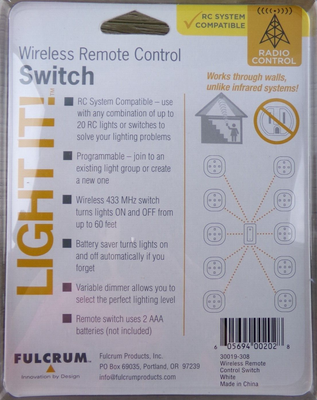 RC SYSTEM
COMPATIBLE
RADIO
CONTROL
Wireless Remote Control
Switch
Works through walls,
unlike infrared systems!
LIGHT IT!
RC System Compatible – use
with any combination of up to
20 RC lights or switches to
solve your lighting problems
Programmable – join to an
existing light group or create
a new one
Wireless 433 MHz switch
turns lights ON and OFF from
up to 60 feet
Battery saver turns lights on
and off automatically if you
forget
Variable dimmer allows you to
select the perfect lighting level
Remote switch uses 2 AAA
batteries (not included)
FULCRUM
Innovation by Design
Fulcrum Products, Inc.
PO Box 69035, Portland, OR 97239
info@fulcrumproducts.com
6 05694 00202 8
30019-308
Wireless Remote
Control Switch
White
Made in China